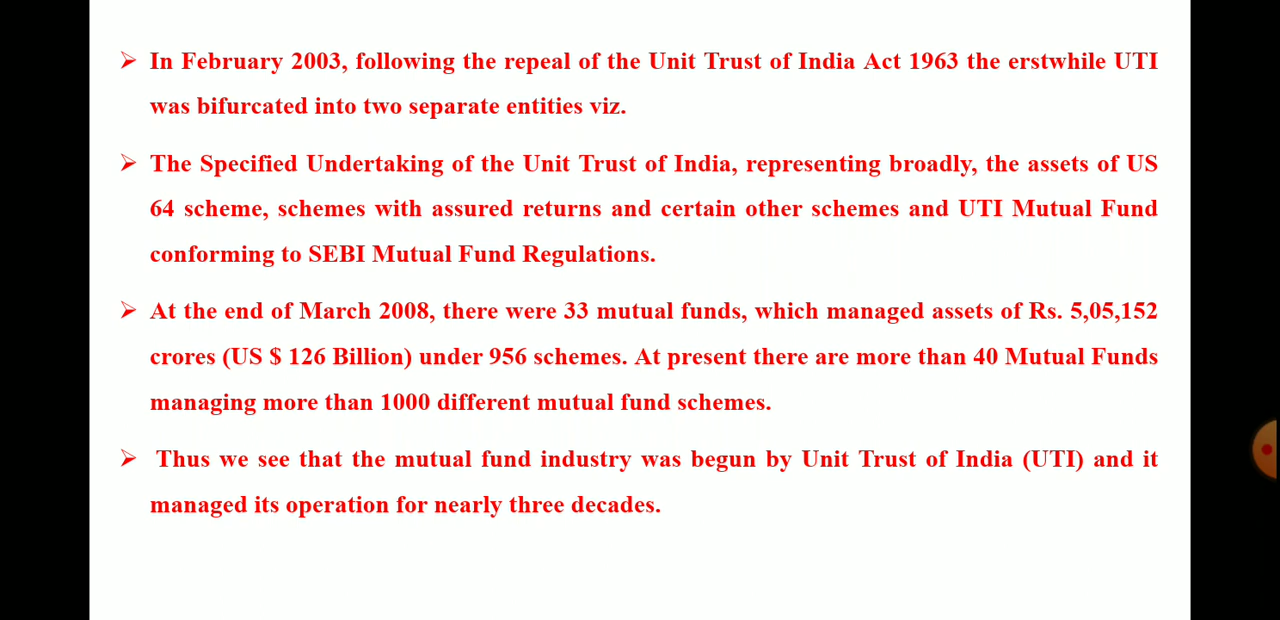 ➢ In February 2003, following the repeal of the Unit Trust of India Act 1963 the erstwhile UTI
was bifurcated into two separate entities viz.
➢ The Specified Undertaking of the Unit Trust of India, representing broadly, the assets of US
64 scheme, schemes with assured returns and certain other schemes and UTI Mutual Fund
conforming to SEBI Mutual Fund Regulations.
➢ At the end of March 2008, there were 33 mutual funds, which managed assets of Rs. 5,05,152
crores (US $ 126 Billion) under 956 schemes. At present there are more than 40 Mutual Funds
managing more than 1000 different mutual fund schemes.
➢ Thus we see that the mutual fund industry was begun by Unit Trust of India (UTI) and it
managed its operation for nearly three decades.